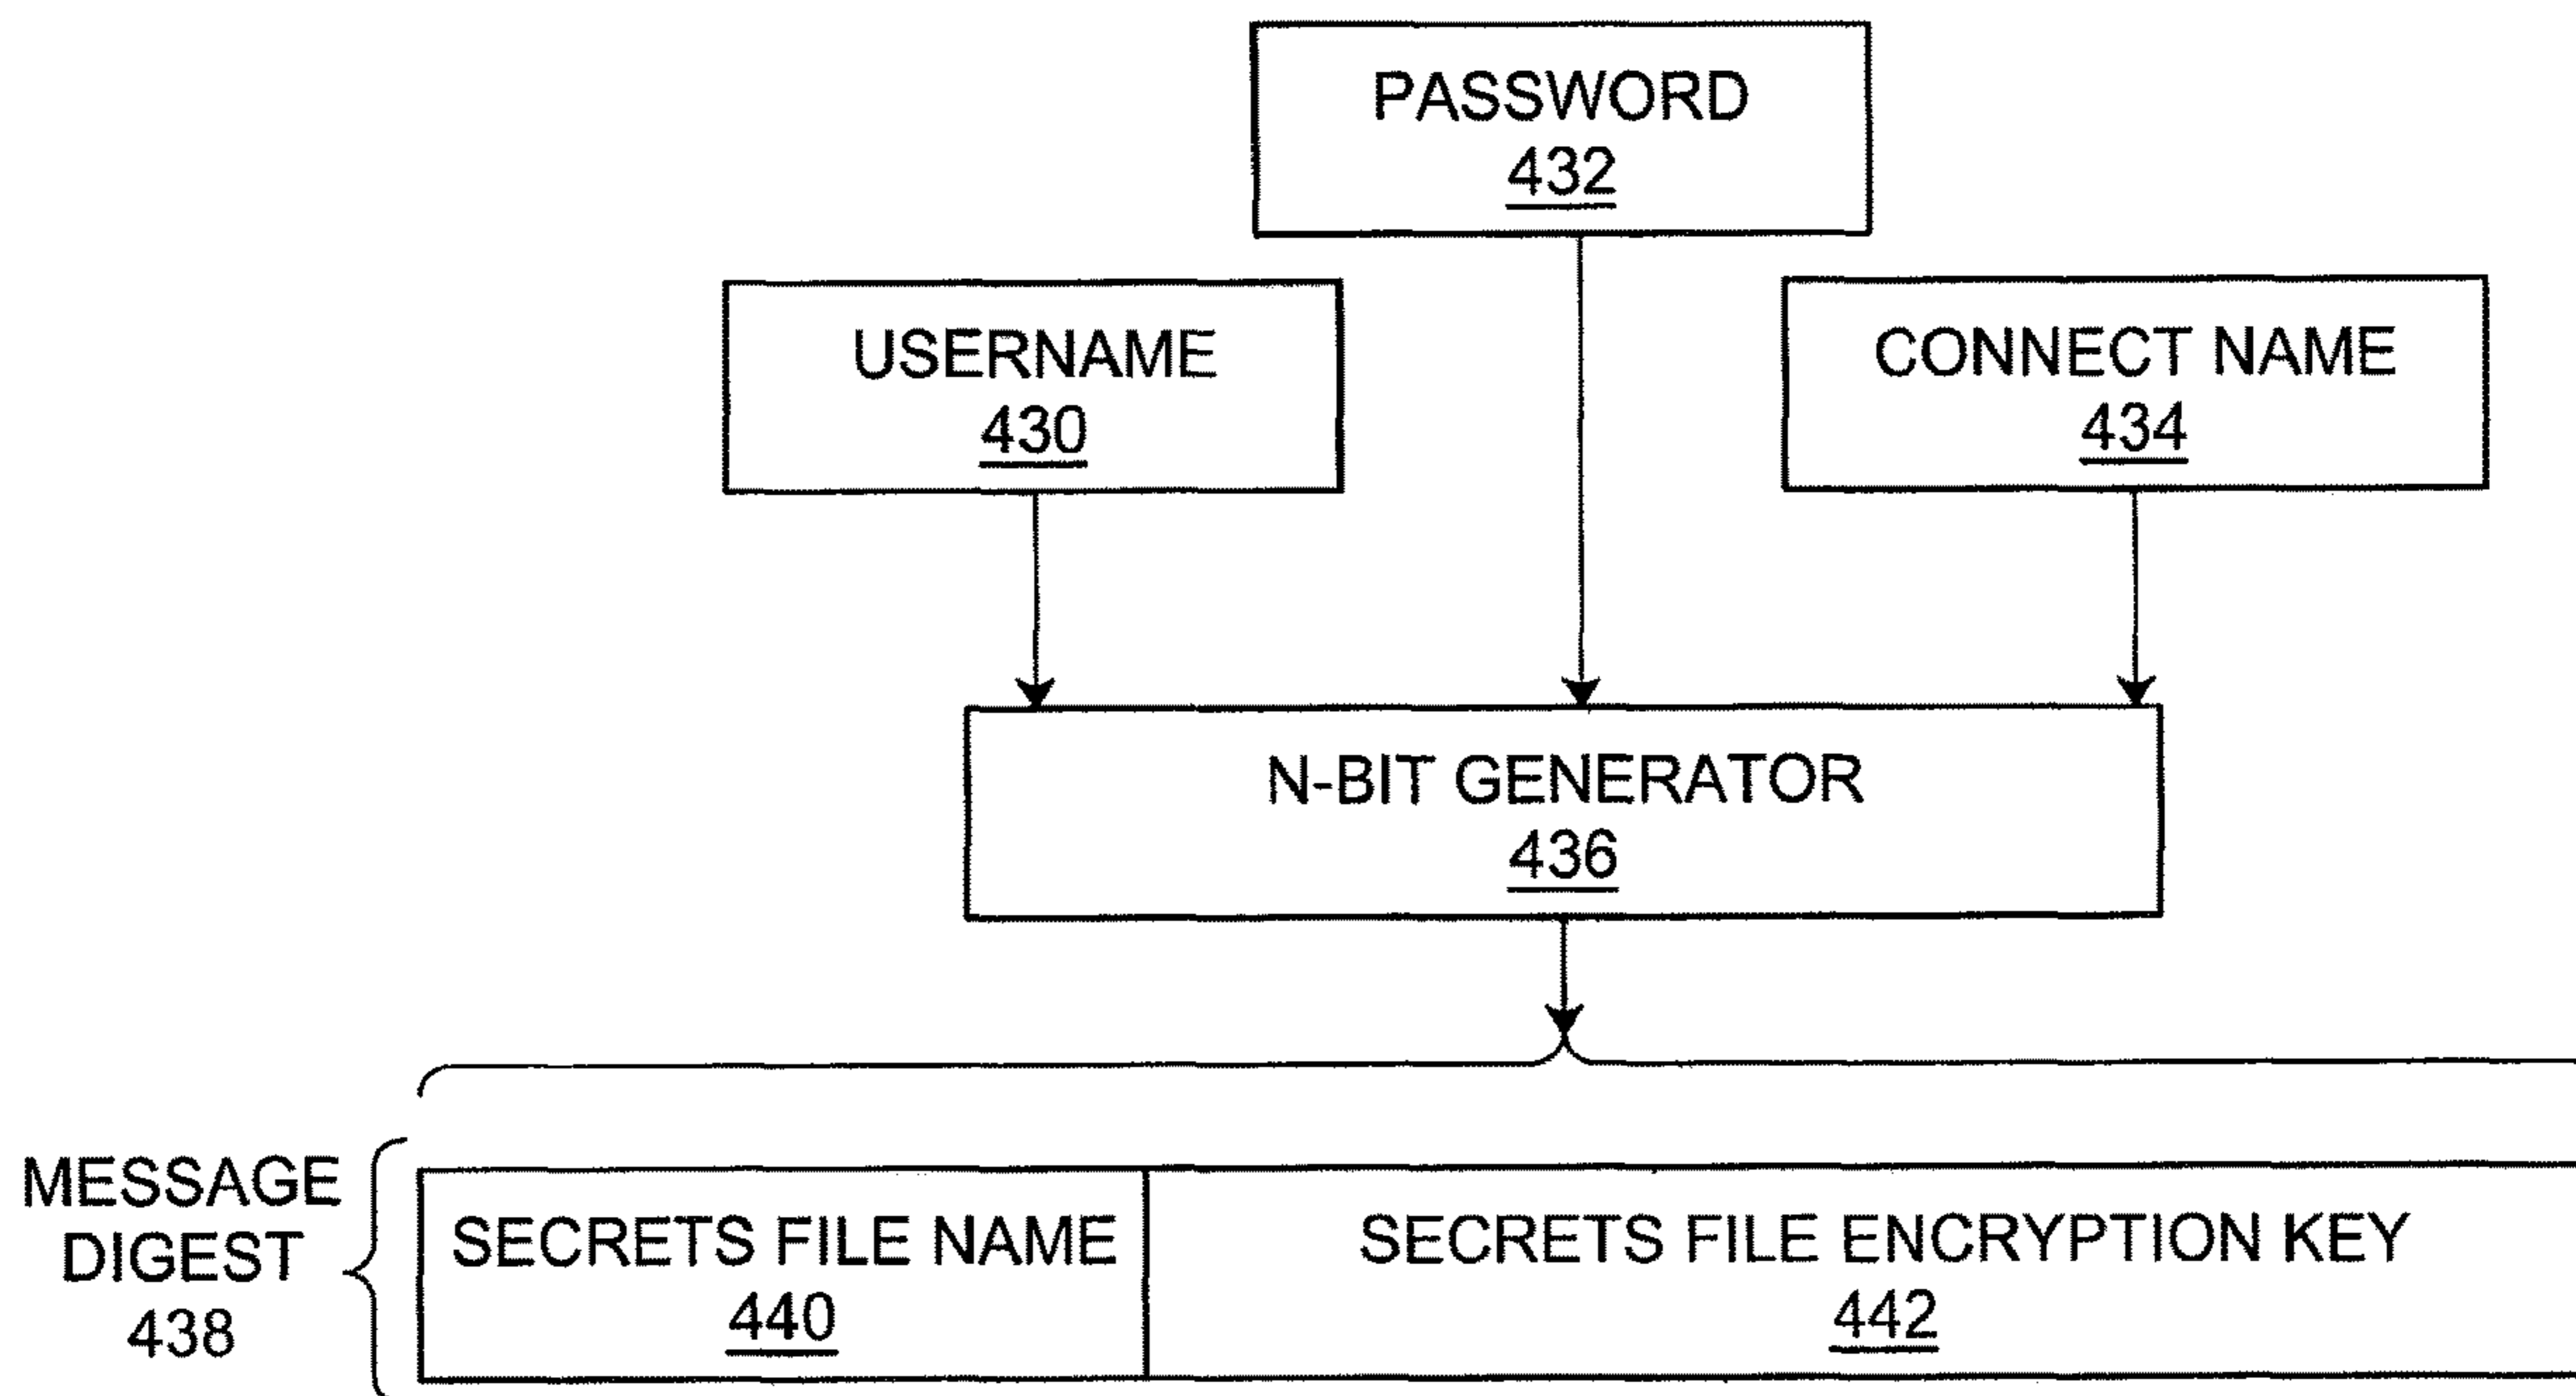 PASSWORD
432
USERNAME
430
CONNECT NAME
434
N-BIT GENERATOR
436
MESSAGE
DIGEST
438
SECRETS FILE NAME
440
SECRETS FILE ENCRYPTION KEY
442